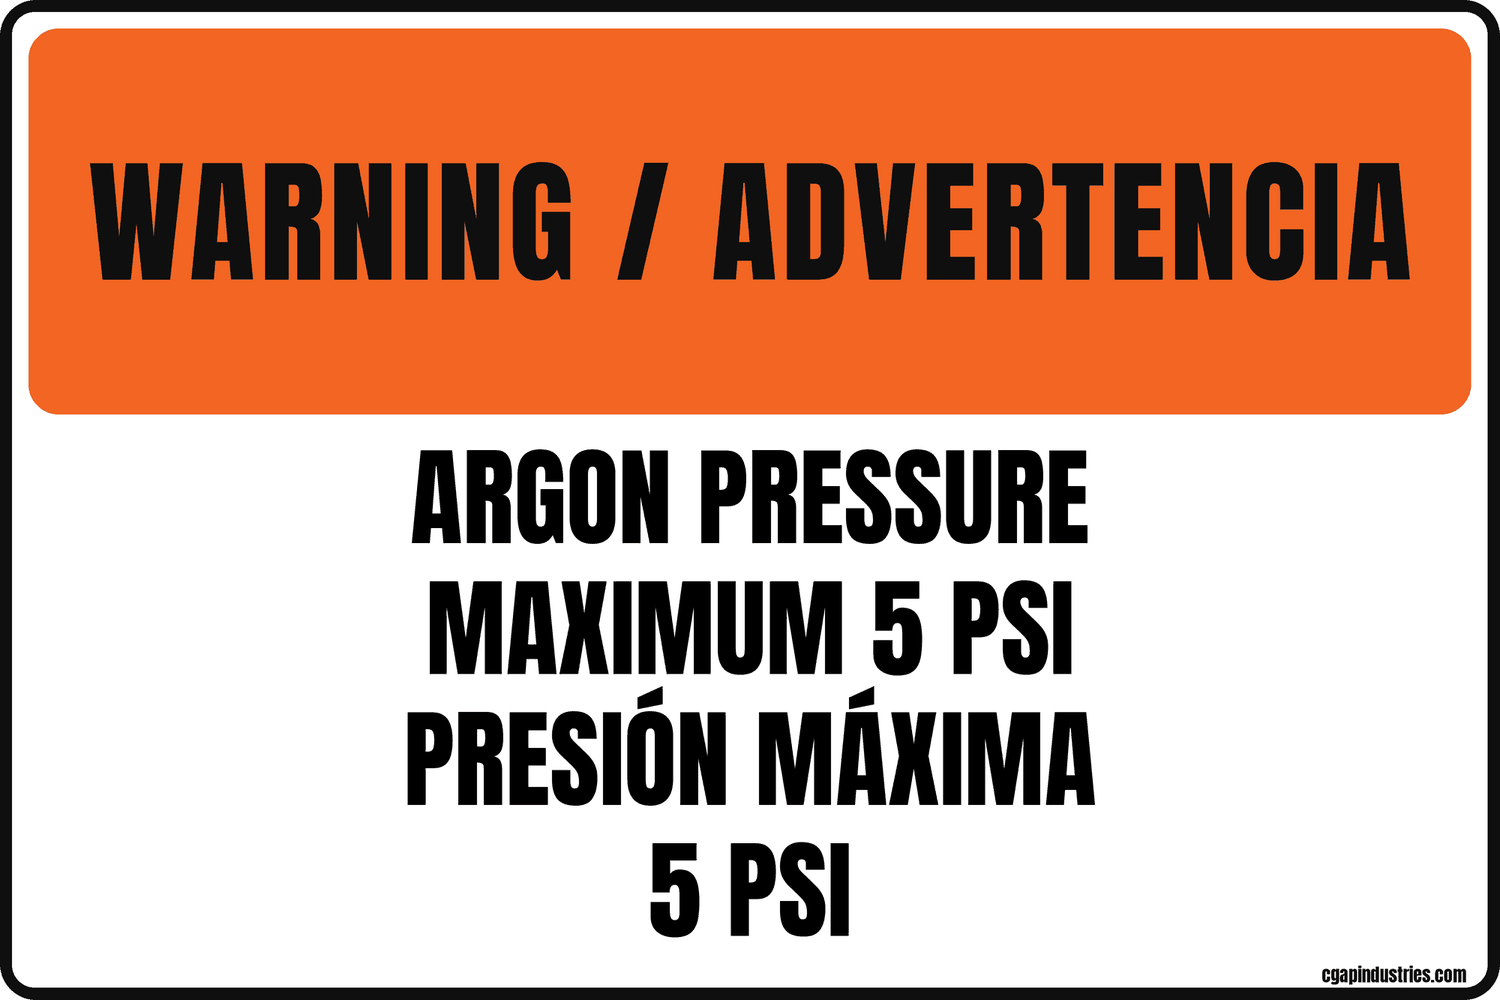 WARNING / ADVERTENCIA
ARGON PRESSURE
MAXIMUM 5 PSI
PRESIÓN MÁXIMA
5 PSI
cgapindustries.com